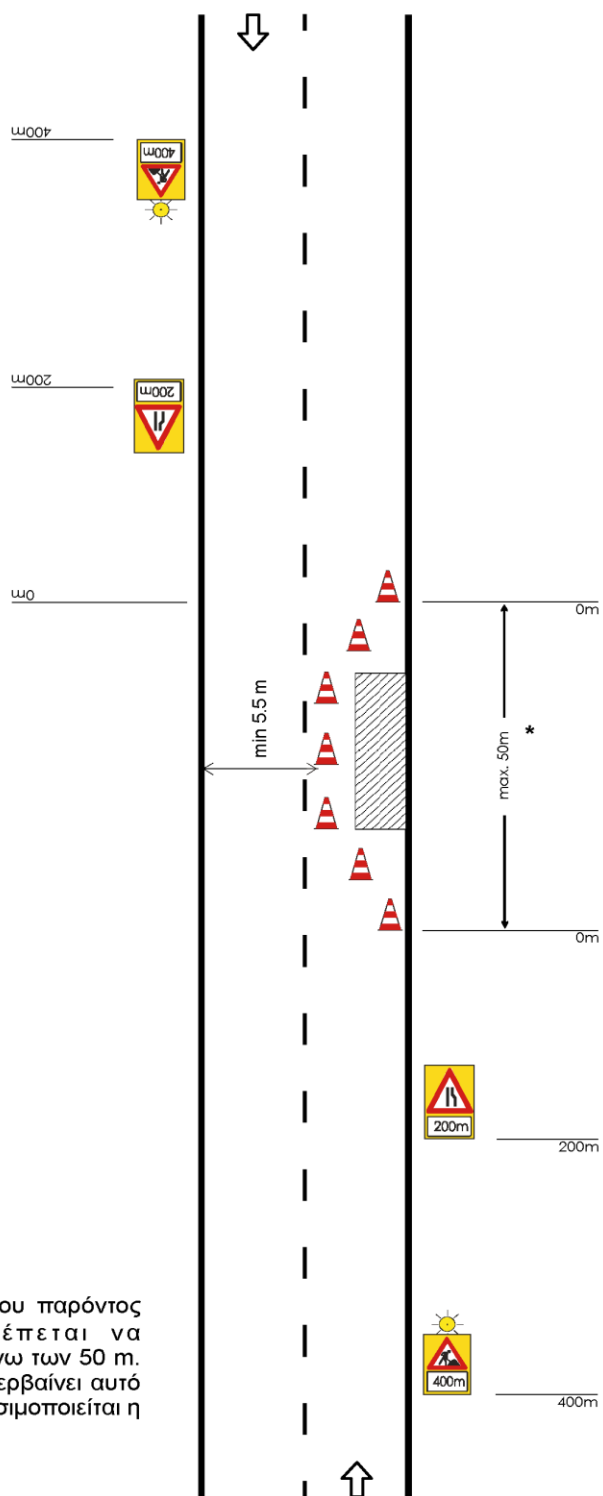 400m
400m
200m
200m
0m
0m
min 5.5 m
max. 50m *
0m
200m
200m
ου παρόντος
έπεται να
νω των 50 m.
ερβαίνει αυτό
σιμοποιείται η
400m
400m